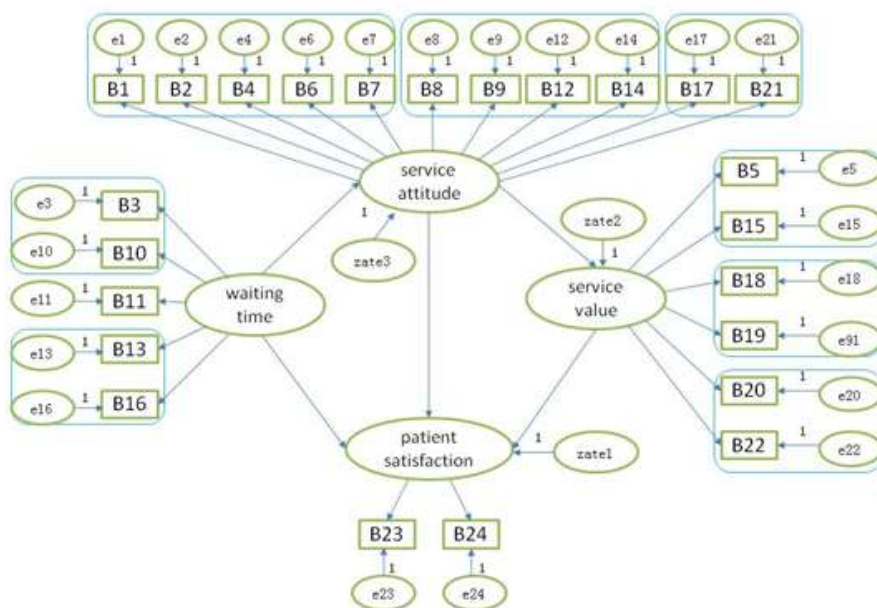 e1 e2 e4 e6 e7 e8 e9 e12 e14 e17 e21
1 1 1 1 1 1 1 1 1 1 1
B1 B2 B4 B6 B7 B8 B9 B12 B14 B17 B21
service
attitude
1
zate3
e3 1 B3
e10 1 B10
e11 1 B11
e13 1 B13
e16 1 B16
waiting
time
zate2
1
service
value
B5 1 e5
B15 1 e15
B18 1 e18
B19 1 e91
B20 1 e20
B22 1 e22
patient
satisfaction
1
zate1
B23 B24
1 1
e23 e24